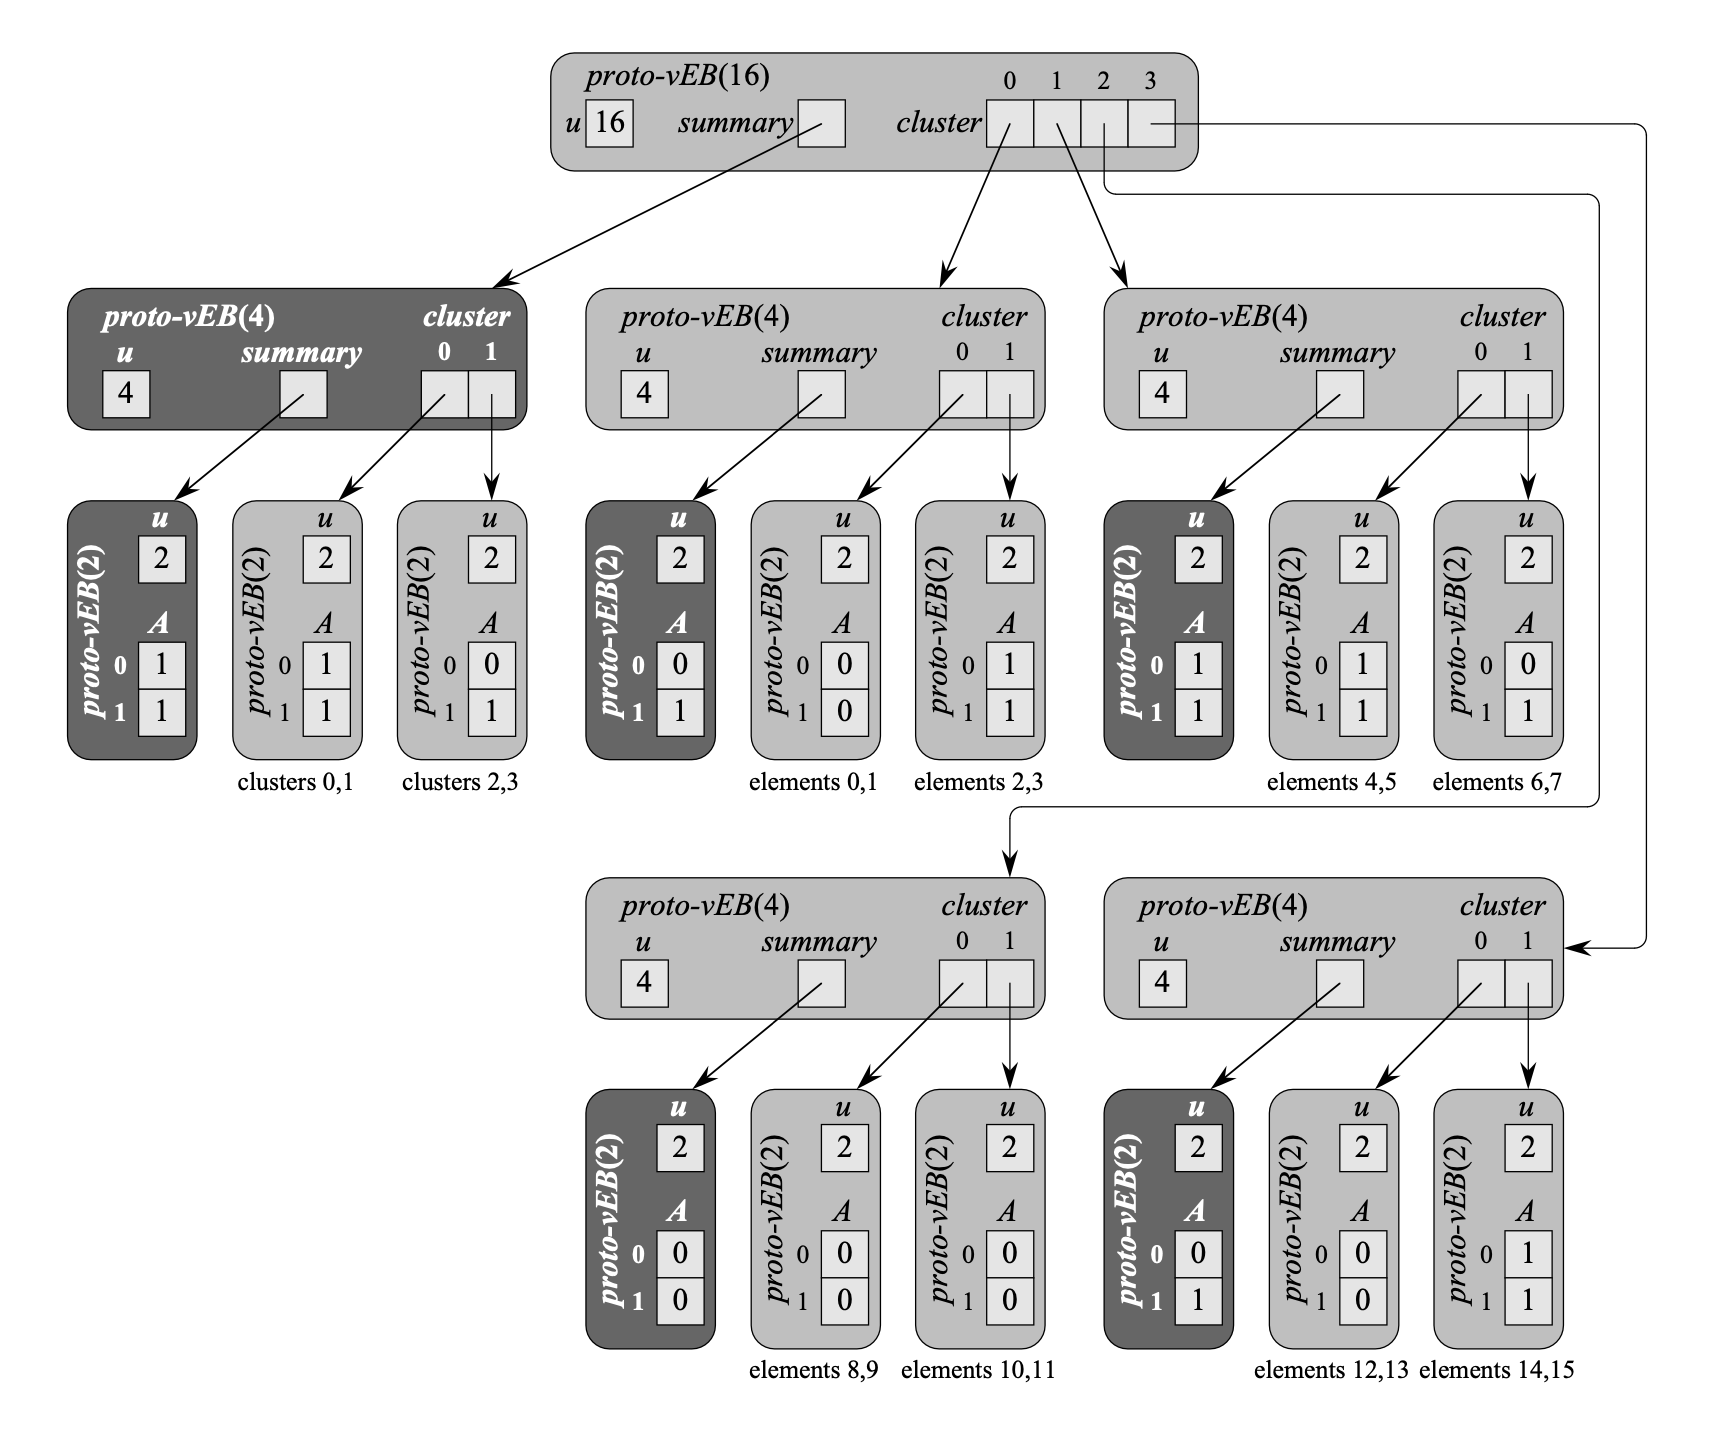 proto-vEB(16) 0 1 2 3
u 16 summary cluster
proto-vEB(4) cluster
u summary 0 1
4
proto-vEB(4) cluster
u summary 0 1
4
proto-vEB(4) cluster
u summary 0 1
4
proto-vEB(2)
u
2
A
0 1
1 1
proto-vEB(2)
u
2
A
0 1
1 1
clusters 0,1
proto-vEB(2)
u
2
A
0 0
1 1
clusters 2,3
proto-vEB(2)
u
2
A
0 0
1 1
proto-vEB(2)
u
2
A
0 0
1 0
elements 0,1
proto-vEB(2)
u
2
A
0 1
1 1
elements 2,3
proto-vEB(2)
u
2
A
0 1
1 1
proto-vEB(2)
u
2
A
0 1
1 1
elements 4,5
proto-vEB(2)
u
2
A
0 0
1 1
elements 6,7
proto-vEB(4) cluster
u summary 0 1
4
proto-vEB(4) cluster
u summary 0 1
4
proto-vEB(2)
u
2
A
0 0
1 0
proto-vEB(2)
u
2
A
0 0
1 0
elements 8,9
proto-vEB(2)
u
2
A
0 0
1 0
elements 10,11
proto-vEB(2)
u
2
A
0 0
1 1
proto-vEB(2)
u
2
A
0 0
1 0
elements 12,13
proto-vEB(2)
u
2
A
0 1
1 1
elements 14,15